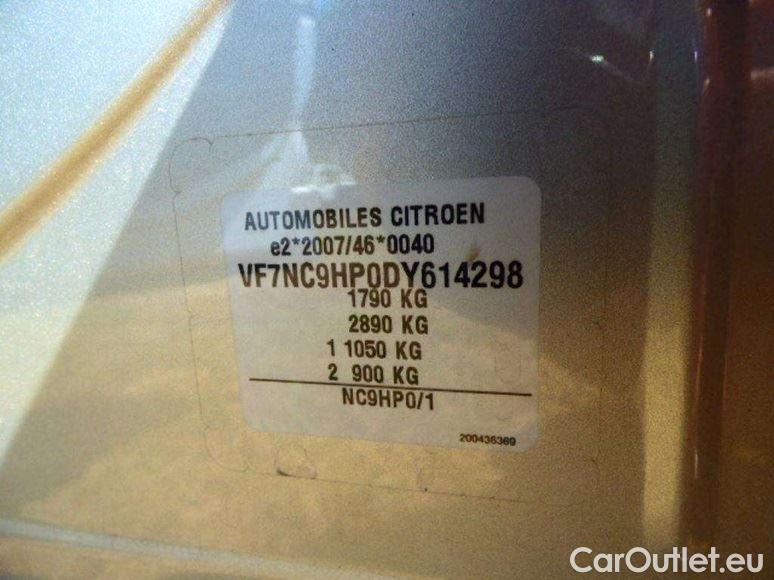 AUTOMOBILES CITROEN
e2*2007/46*0040
VF7NC9HP0DY614298
1790 KG
2890 KG
1 1050 KG
2 900 KG
NC9HP0/1
200436369
CarOutlet.eu